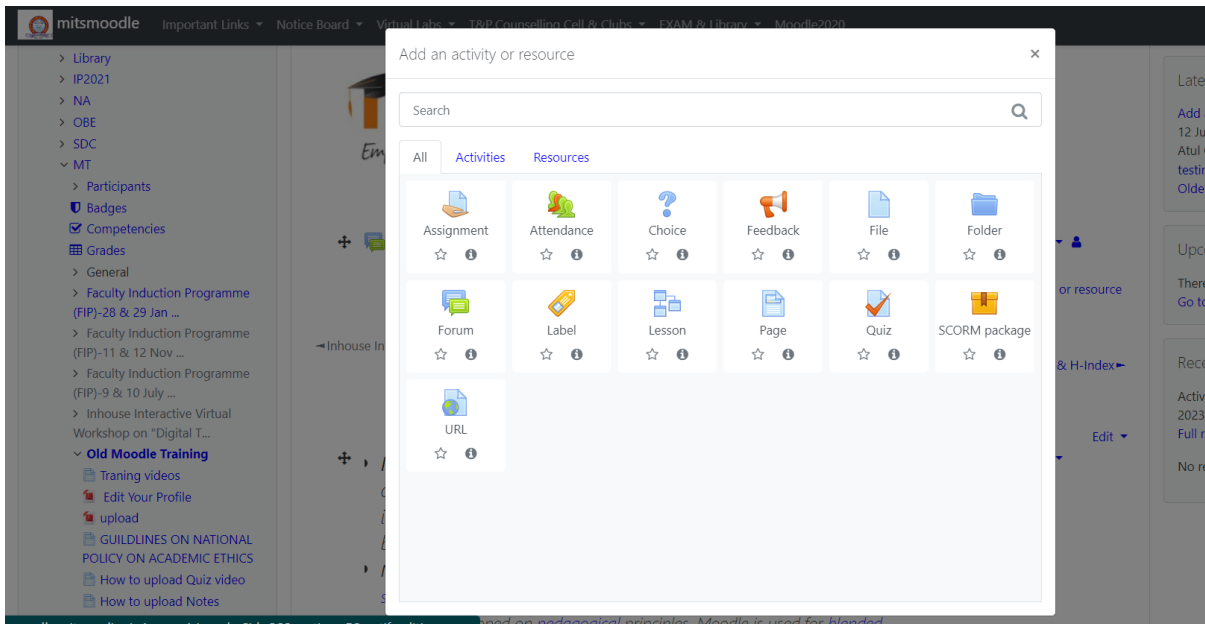 mitsmoodle Important Links Notice Board Virtual Labs T&P Counselling Cell & Clubs EXAM & Library Moodle2020
Library
IP2021
NA
OBE
SDC
MT
Participants
Badges
Competencies
Grades
General
Faculty Induction Programme
(FIP)-28 & 29 Jan ...
Faculty Induction Programme
(FIP)-11 & 12 Nov ...
Faculty Induction Programme
(FIP)-9 & 10 July ...
Inhouse Interactive Virtual
Workshop on "Digital T...
Old Moodle Training
Traning videos
Edit Your Profile
upload
GUILDLINES ON NATIONAL
POLICY ON ACADEMIC ETHICS
How to upload Quiz video
How to upload Notes
Em
Inhouse In
Add an activity or resource ×
Search
All Activities Resources
Assignment Attendance Choice Feedback File Folder
Forum Label Lesson Page Quiz SCORM package
URL
or resource
& H-Index
Edit
on pedagogical principles, Moodle is used for blended
Late
Add
12 Ju
Atul
testin
Olde
Upco
There
Go to
Rece
Activ
2023
Full r
No re